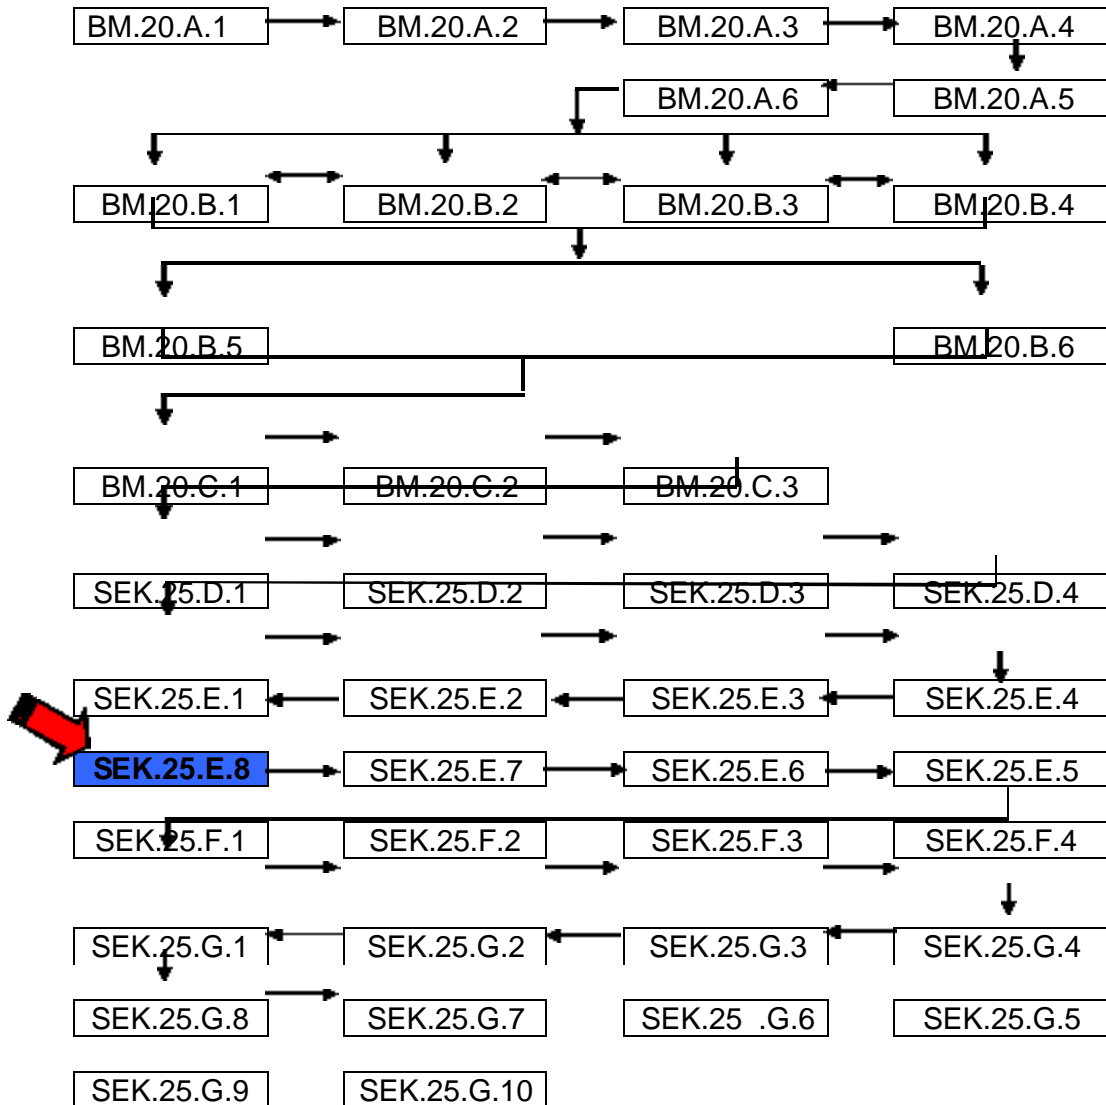 BM.20.A.1 BM.20.A.2 BM.20.A.3 BM.20.A.4
BM.20.A.6 BM.20.A.5
BM.20.B.1 BM.20.B.2 BM.20.B.3 BM.20.B.4
BM.20.B.5 BM.20.B.6
BM.20.C.1 BM.20.C.2 BM.20.C.3
SEK.25.D.1 SEK.25.D.2 SEK.25.D.3 SEK.25.D.4
SEK.25.E.1 SEK.25.E.2 SEK.25.E.3 SEK.25.E.4
SEK.25.E.8 SEK.25.E.7 SEK.25.E.6 SEK.25.E.5
SEK.25.F.1 SEK.25.F.2 SEK.25.F.3 SEK.25.F.4
SEK.25.G.1 SEK.25.G.2 SEK.25.G.3 SEK.25.G.4
SEK.25.G.8 SEK.25.G.7 SEK.25 .G.6 SEK.25.G.5
SEK.25.G.9 SEK.25.G.10